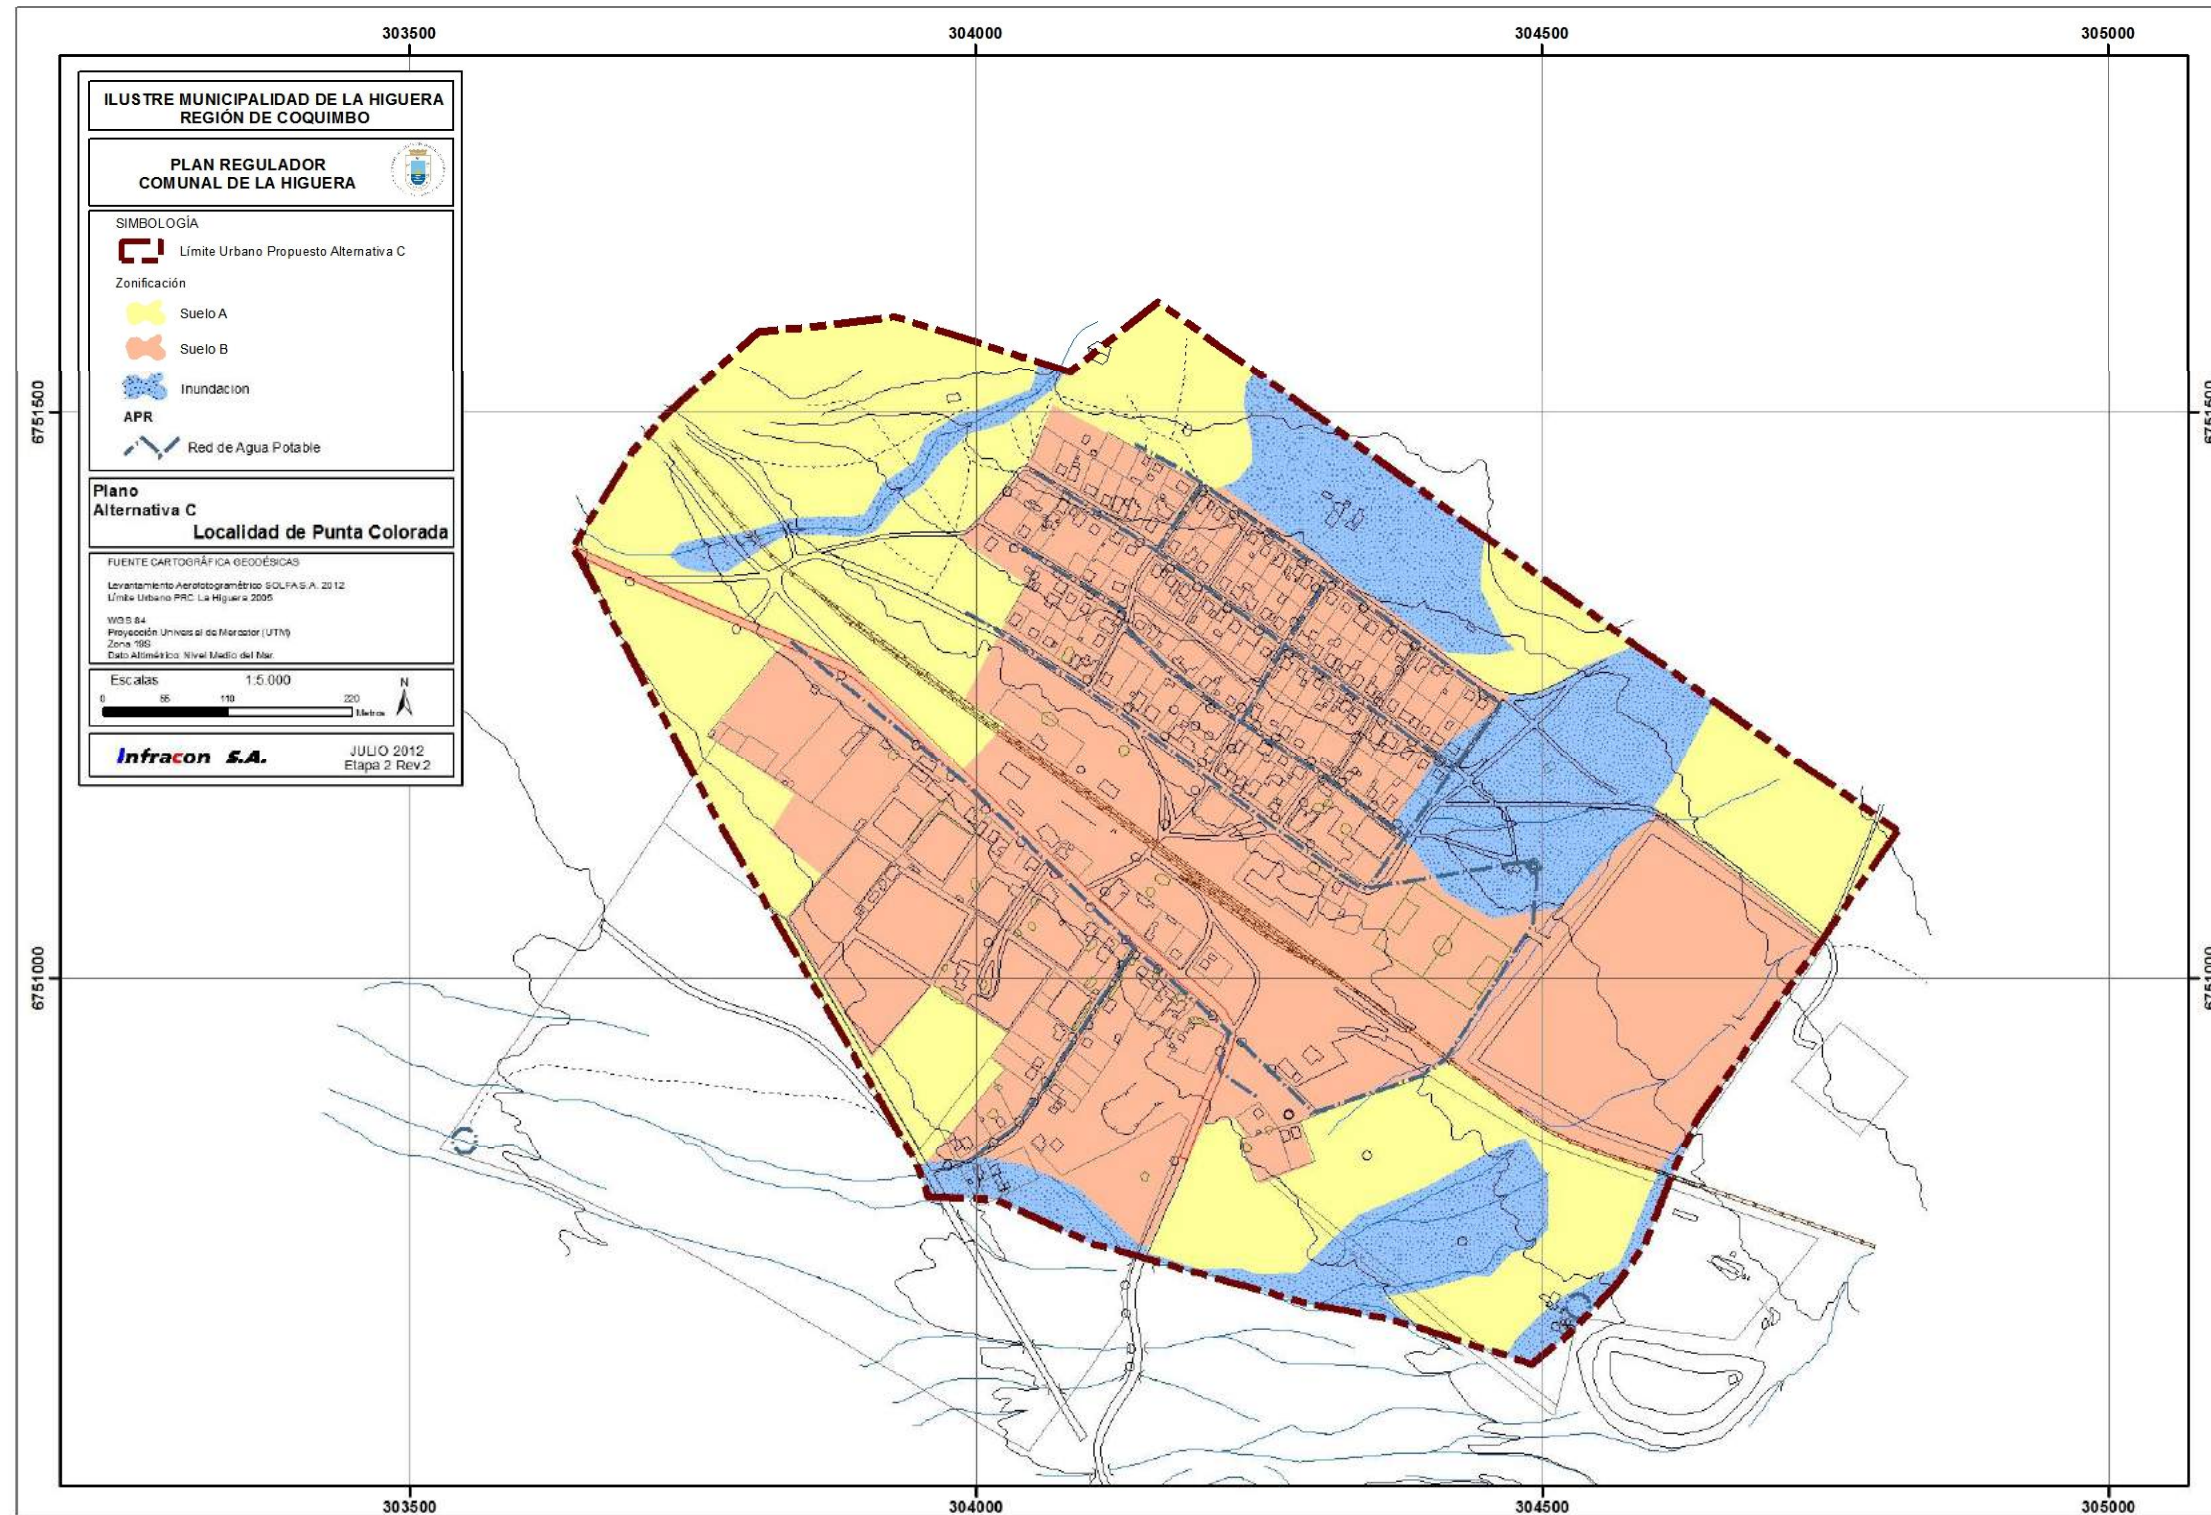 303500 304000 304500 305000
ILUSTRE MUNICIPALIDAD DE LA HIGUERA
REGIÓN DE COQUIMBO
PLAN REGULADOR
COMUNAL DE LA HIGUERA
SIMBOLOGÍA
Límite Urbano Propuesto Alternativa C
Zonificación
Suelo A
Suelo B
Inundacion
APR
Red de Agua Potable
Plano
Alternativa C
Localidad de Punta Colorada
FUENTE CARTOGRÁFICA GEODÉSICAS
Levantamiento Aerofotogramétrico SOLFA S.A. 2012
Límite Urbano PRC La Higuera 2005
WGS 84
Proyección Universal de Mercator (UTM)
Zona 19S
Dato Altimétrico: Nivel Medio del Mar.
Escalas 1:5.000
N
0 55 110 220
Metros
Infracon S.A.
JULIO 2012
Etapa 2 Rev.2
6751500
6751500
6751000
6751000
303500 304000 304500 305000